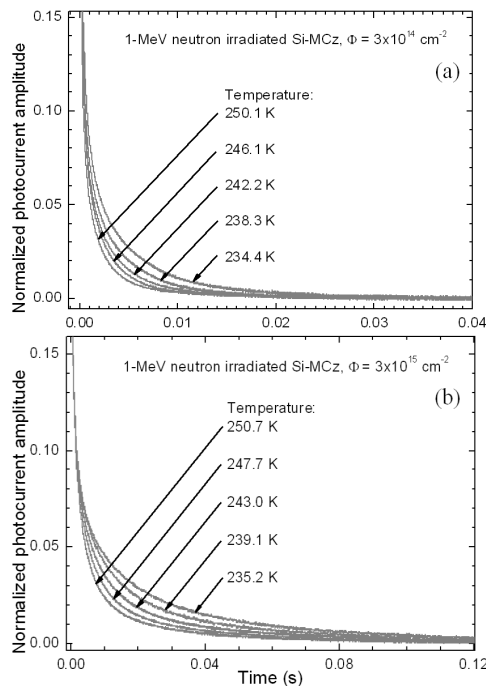 0.15
1-MeV neutron irradiated Si-MCz, Φ = 3x10¹⁴ cm⁻²
(a)
Temperature:
250.1 K
0.10
246.1 K
242.2 K
0.05
238.3 K
234.4 K
0.00
Normalized photocurrent amplitude
0.00 0.01 0.02 0.03 0.04
0.15
1-MeV neutron irradiated Si-MCz, Φ = 3x10¹⁵ cm⁻²
(b)
Temperature:
250.7 K
0.10
247.7 K
243.0 K
0.05
239.1 K
235.2 K
0.00
Normalized photocurrent amplitude
0.00 0.04 0.08 0.12
Time (s)